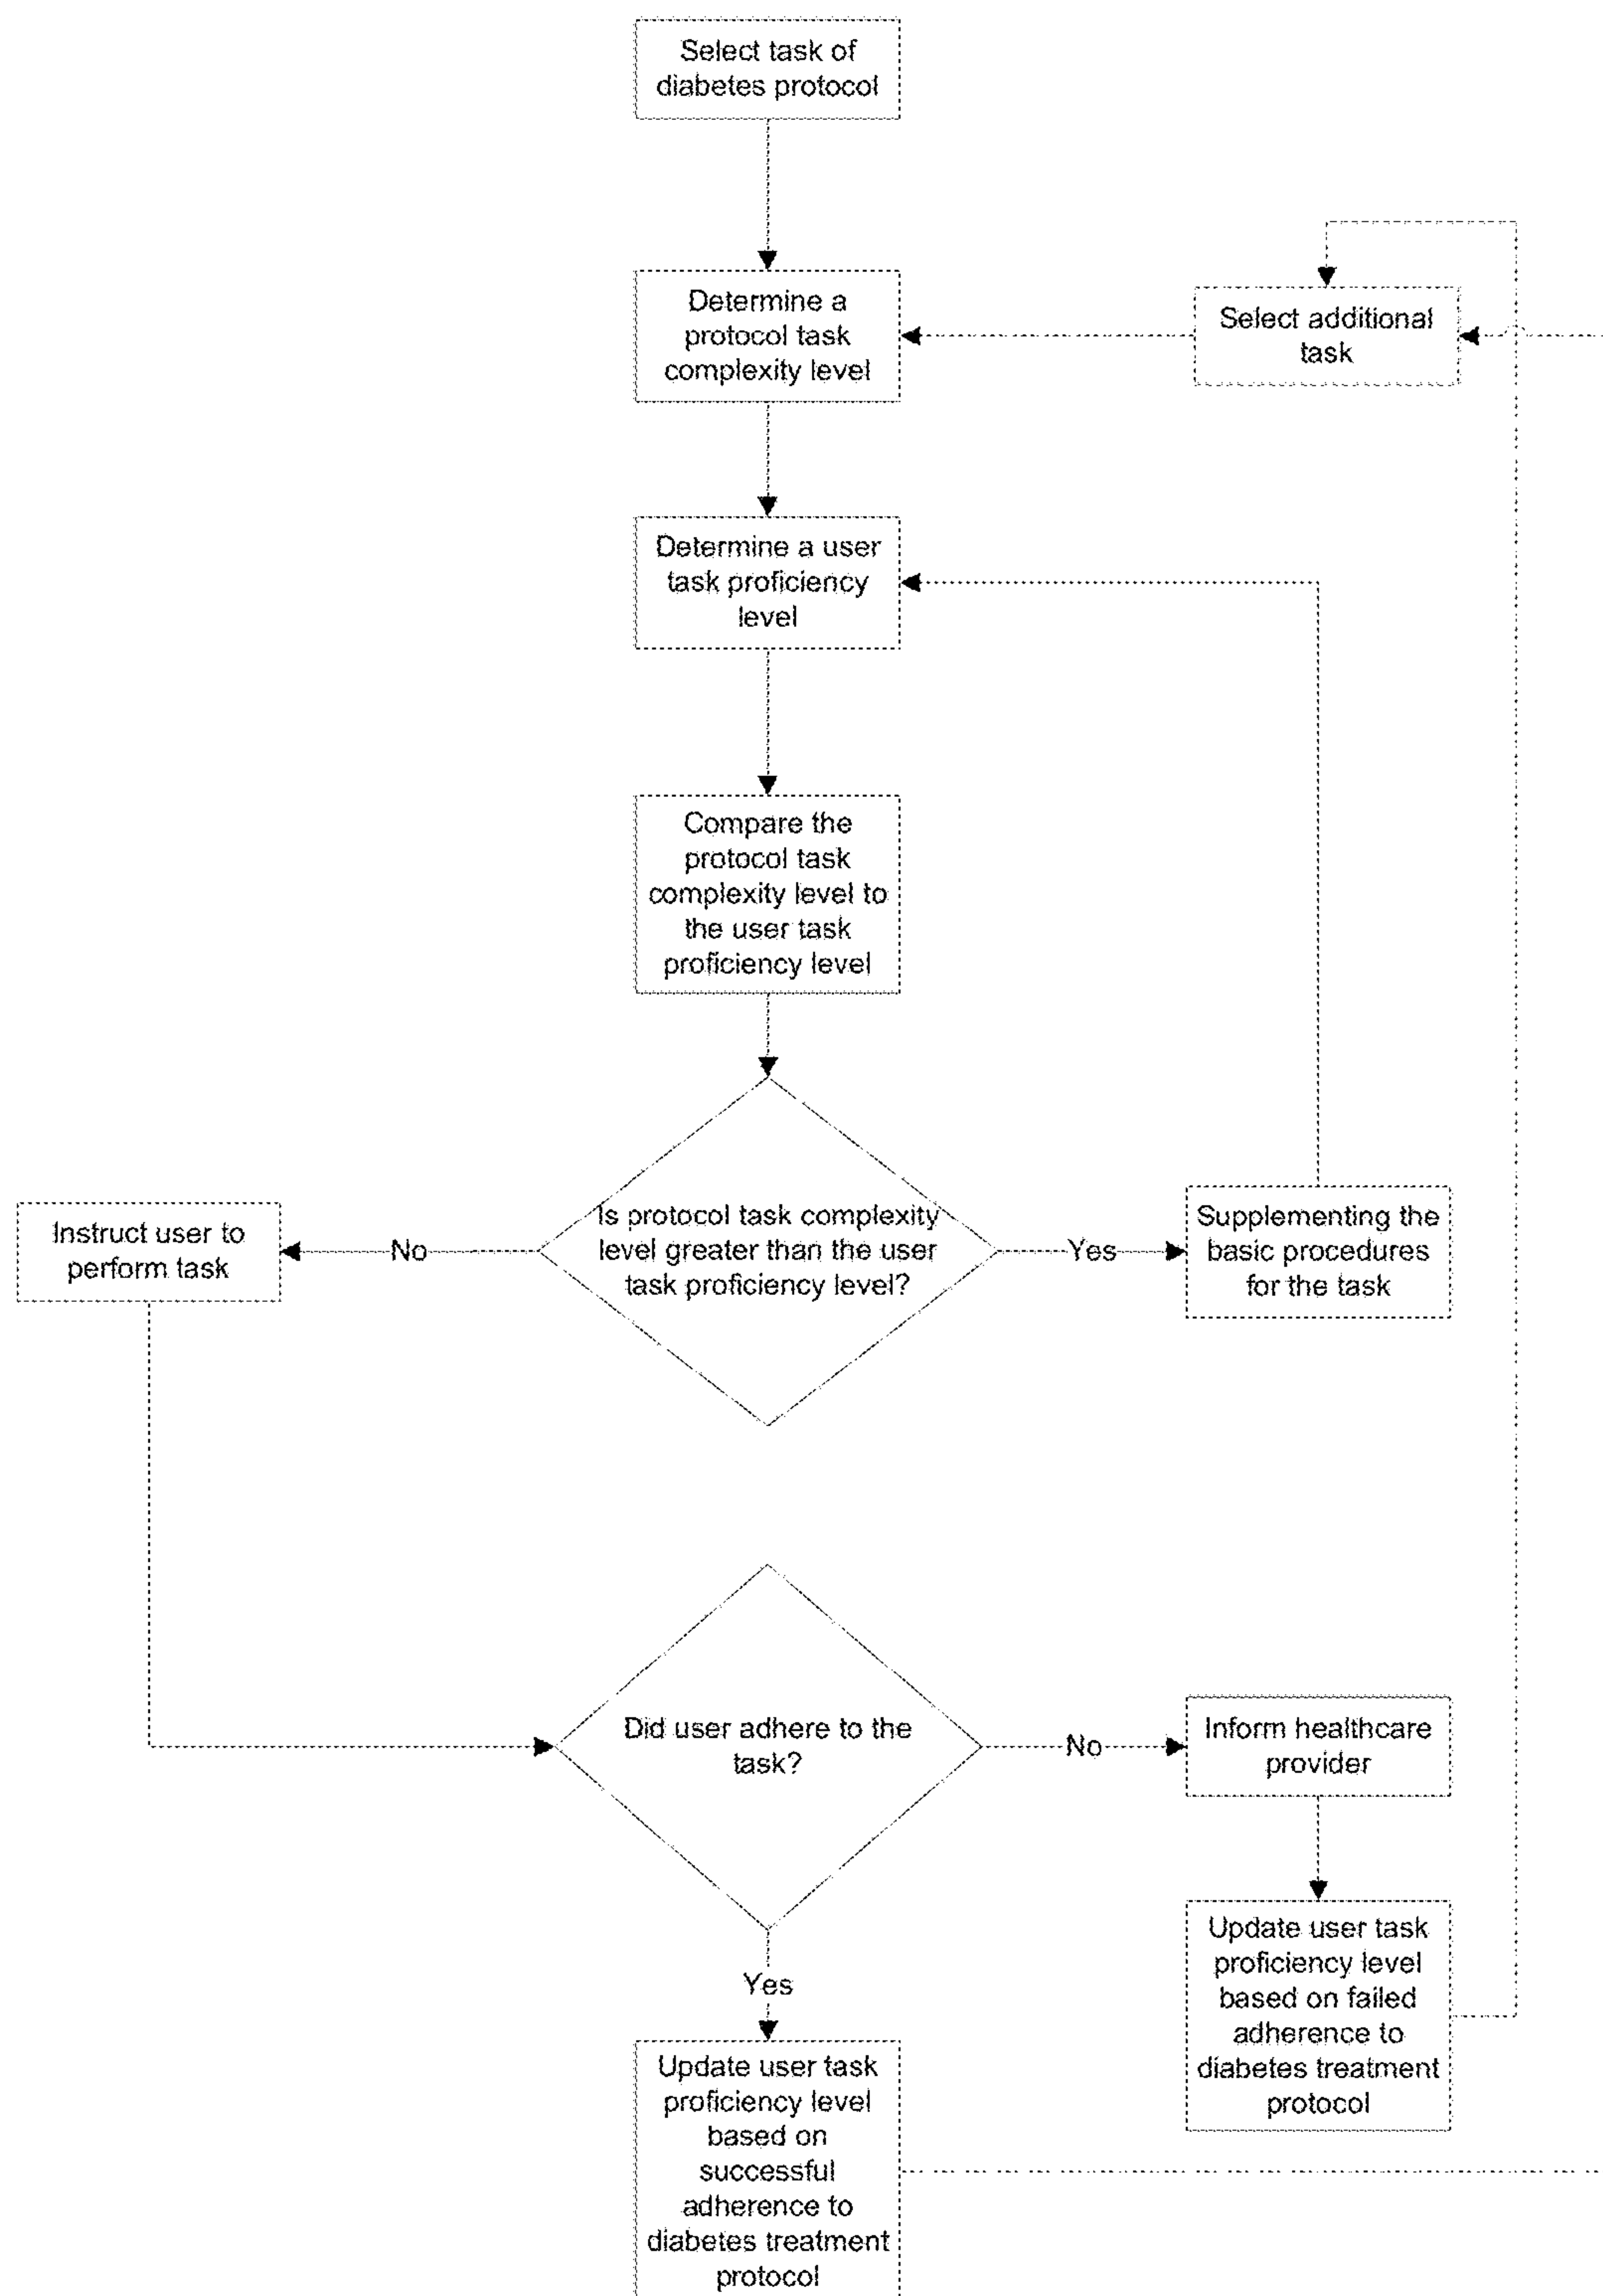 Select task of
diabetes protocol
Determine a
protocol task
complexity level
Select additional
task
Determine a user
task proficiency
level
Compare the
protocol task
complexity level to
the user task
proficiency level
Is protocol task complexity
level greater than the user
task proficiency level?
No
Instruct user to
perform task
Yes
Supplementing the
basic procedures
for the task
Did user adhere to the
task?
No
Inform healthcare
provider
Update user task
proficiency level
based on failed
adherence to
diabetes treatment
protocol
Yes
Update user task
proficiency level
based on
successful
adherence to
diabetes treatment
protocol